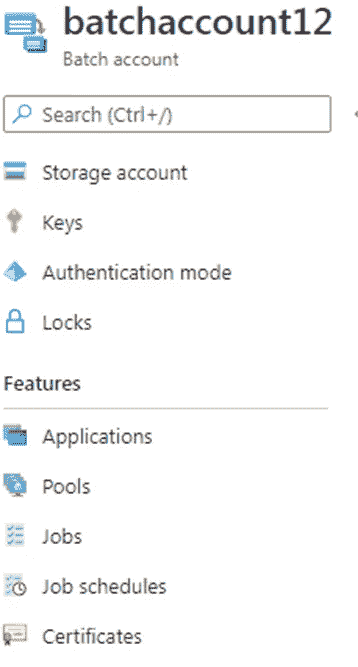 batchaccount12
Batch account
Search (Ctrl+/)
Storage account
Keys
Authentication mode
Locks
Features
Applications
Pools
Jobs
Job schedules
Certificates